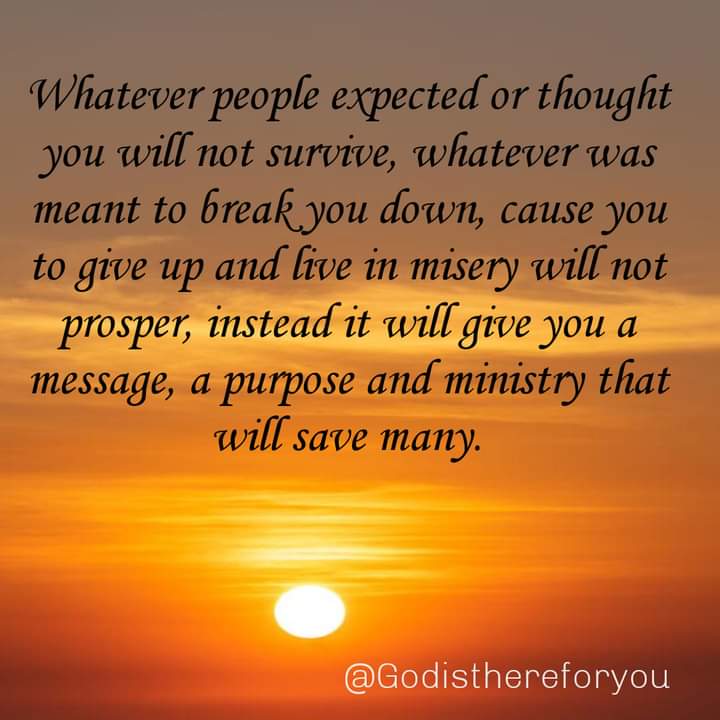 Whatever people expected or thought
you will not survive, whatever was
meant to break you down, cause you
to give up and live in misery will not
prosper, instead it will give you a
message, a purpose and ministry that
will save many.
@Godisthereforyou